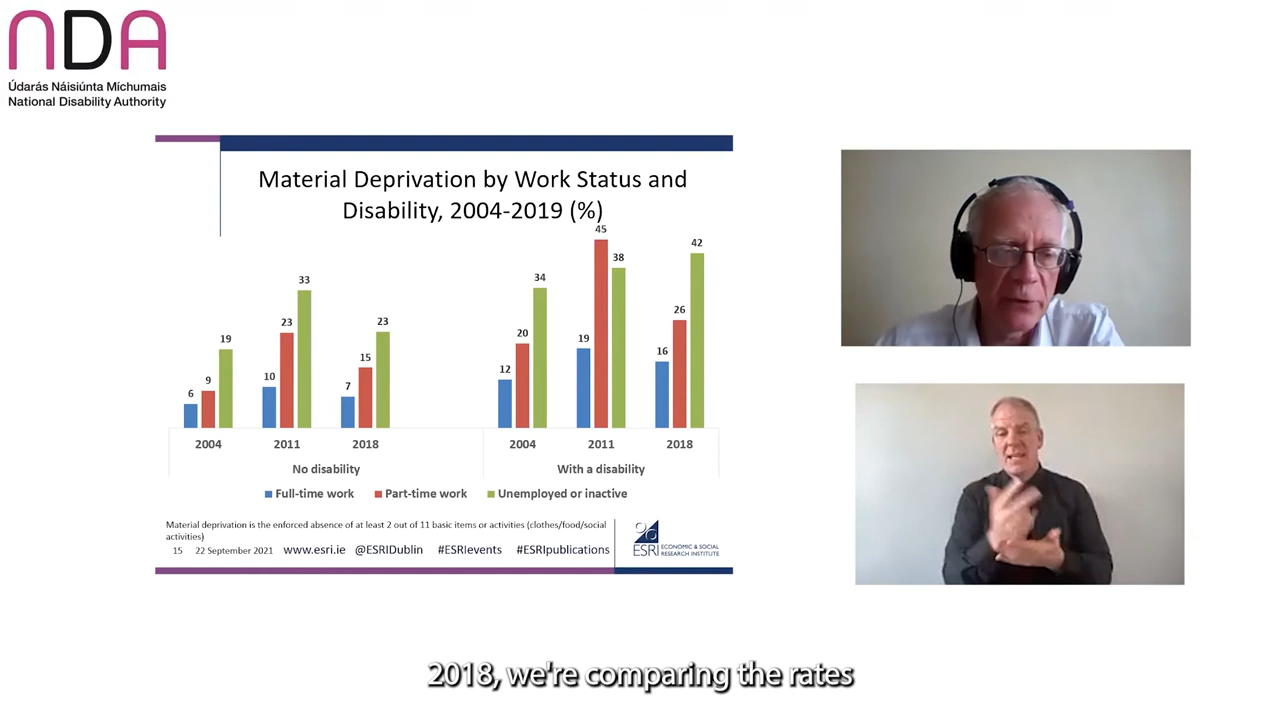 NDA
Údarás Náisiúnta Míchumais
National Disability Authority
Material Deprivation by Work Status and
Disability, 2004-2019 (%)
6 9 19 10 23 33 7 15 23 12 20 34 19 45 38 16 26 42
2004 2011 2018 2004 2011 2018
No disability With a disability
Full-time work Part-time work Unemployed or inactive
Material deprivation is the enforced absence of at least 2 out of 11 basic items or activities (clothes/food/social
activities)
15 22 September 2021 www.esri.ie @ESRIDublin #ESRIevents #ESRIpublications
ESRI ECONOMIC & SOCIAL
RESEARCH INSTITUTE
2018, we're comparing the rates